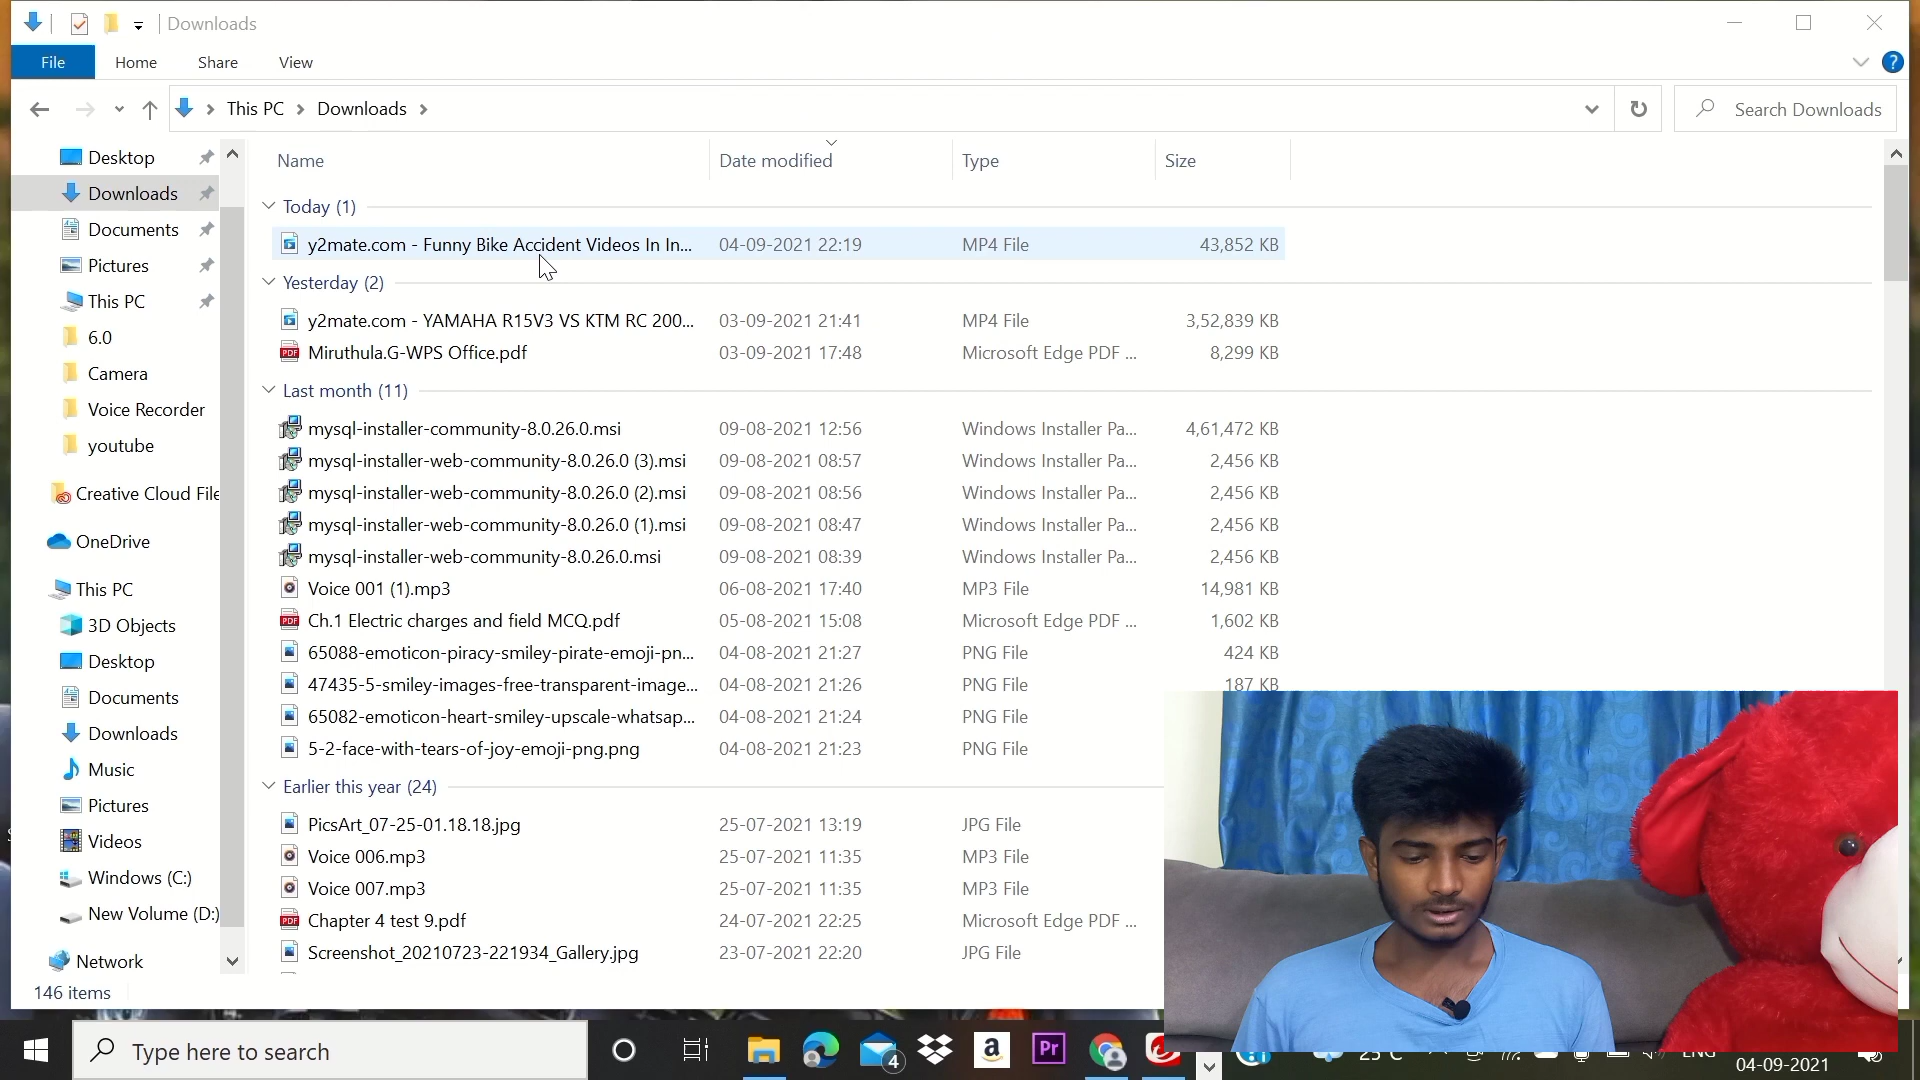 Downloads
File Home Share View
This PC Downloads Search Downloads
Name Date modified Type Size
Desktop
Downloads
Documents
Pictures
This PC
6.0
Camera
Voice Recorder
youtube
Creative Cloud File
OneDrive
This PC
3D Objects
Desktop
Documents
Downloads
Music
Pictures
Videos
Windows (C:)
New Volume (D:)
Network
Today (1)
y2mate.com - Funny Bike Accident Videos In In... 04-09-2021 22:19 MP4 File 43,852 KB
Yesterday (2)
y2mate.com - YAMAHA R15V3 VS KTM RC 200... 03-09-2021 21:41 MP4 File 3,52,839 KB
Miruthula.G-WPS Office.pdf 03-09-2021 17:48 Microsoft Edge PDF ... 8,299 KB
Last month (11)
mysql-installer-community-8.0.26.0.msi 09-08-2021 12:56 Windows Installer Pa... 4,61,472 KB
mysql-installer-web-community-8.0.26.0 (3).msi 09-08-2021 08:57 Windows Installer Pa... 2,456 KB
mysql-installer-web-community-8.0.26.0 (2).msi 09-08-2021 08:56 Windows Installer Pa... 2,456 KB
mysql-installer-web-community-8.0.26.0 (1).msi 09-08-2021 08:47 Windows Installer Pa... 2,456 KB
mysql-installer-web-community-8.0.26.0.msi 09-08-2021 08:39 Windows Installer Pa... 2,456 KB
Voice 001 (1).mp3 06-08-2021 17:40 MP3 File 14,981 KB
Ch.1 Electric charges and field MCQ.pdf 05-08-2021 15:08 Microsoft Edge PDF ... 1,602 KB
65088-emoticon-piracy-smiley-pirate-emoji-pn... 04-08-2021 21:27 PNG File 424 KB
47435-5-smiley-images-free-transparent-image... 04-08-2021 21:26 PNG File 187 KB
65082-emoticon-heart-smiley-upscale-whatsap... 04-08-2021 21:24 PNG File
5-2-face-with-tears-of-joy-emoji-png.png 04-08-2021 21:23 PNG File
Earlier this year (24)
PicsArt_07-25-01.18.18.jpg 25-07-2021 13:19 JPG File
Voice 006.mp3 25-07-2021 11:35 MP3 File
Voice 007.mp3 25-07-2021 11:35 MP3 File
Chapter 4 test 9.pdf 24-07-2021 22:25 Microsoft Edge PDF ...
Screenshot_20210723-221934_Gallery.jpg 23-07-2021 22:20 JPG File
146 items
Type here to search 4 a Pr 25°C ENG
04-09-2021